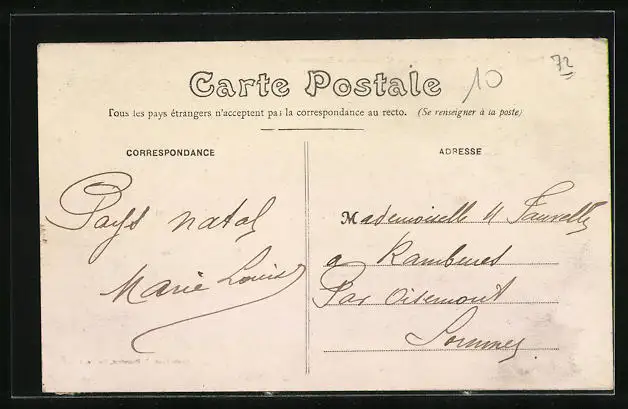 Carte Postale
10
72
Tous les pays étrangers n'acceptent pas la correspondance au recto. (Se renseigner à la poste)
CORRESPONDANCE
ADRESSE
Pays natal
Marie Louise
Mademoiselle
a Rambures
Par Oisemont
Somme